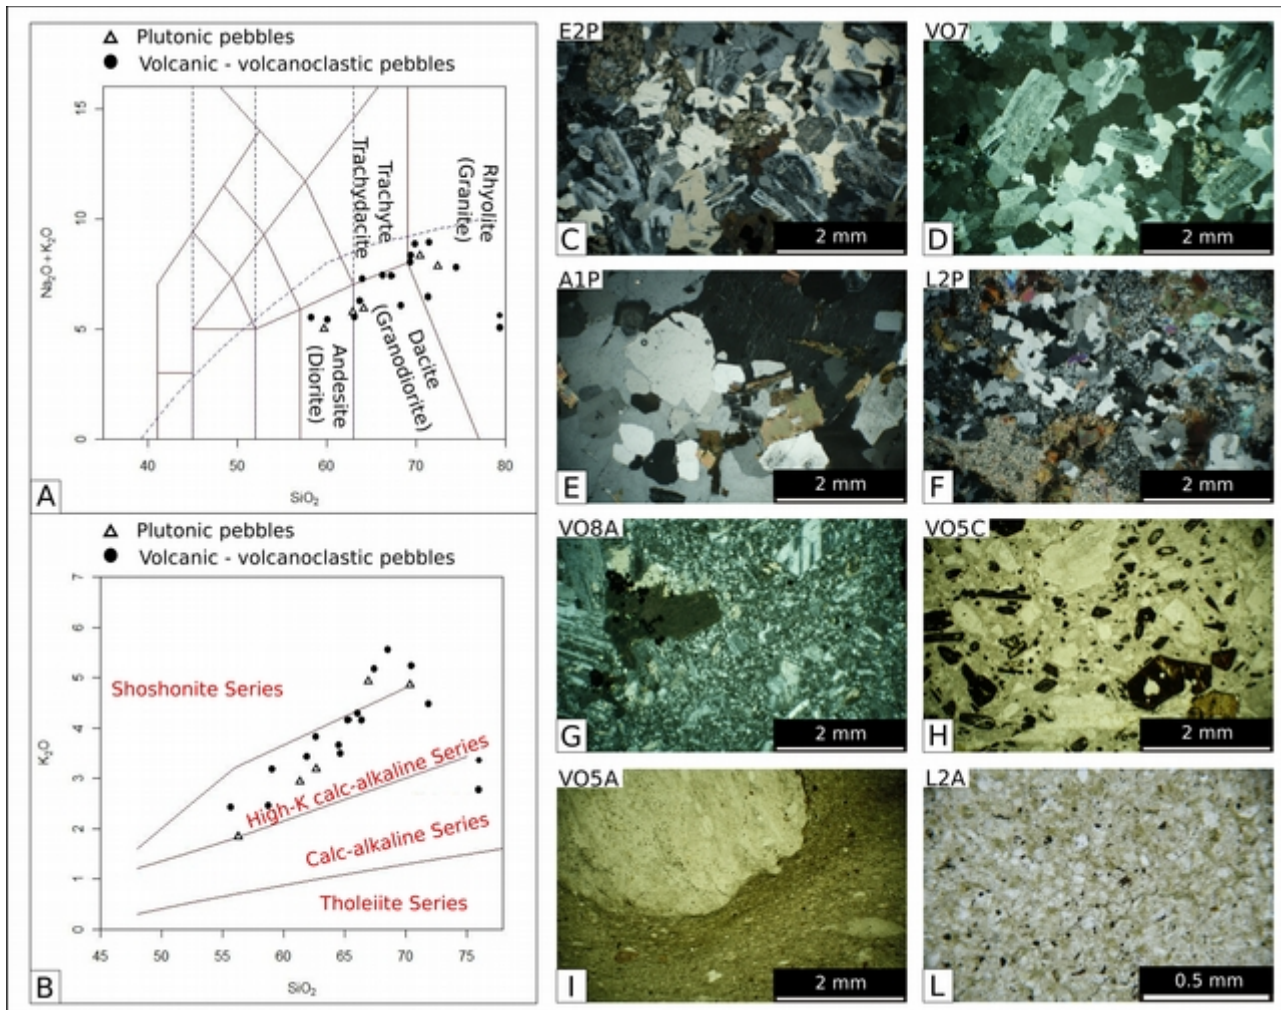 △ Plutonic pebbles
● Volcanic - volcanoclastic pebbles
15
10
5
0
Na₂O + K₂O
40
50
60
70
80
SiO₂
Trachyte
Trachydacite
Rhyolite
(Granite)
Andesite
(Diorite)
Dacite
(Granodiorite)
A
△ Plutonic pebbles
● Volcanic - volcanoclastic pebbles
7
6
5
4
3
2
1
0
K₂O
Shoshonite Series
High-K calc-alkaline Series
Calc-alkaline Series
Tholeiite Series
45
50
55
60
65
70
75
SiO₂
B
E2P
C
2 mm
VO7
D
2 mm
A1P
E
2 mm
L2P
F
2 mm
VO8A
G
2 mm
VO5C
H
2 mm
VO5A
I
2 mm
L2A
L
0.5 mm